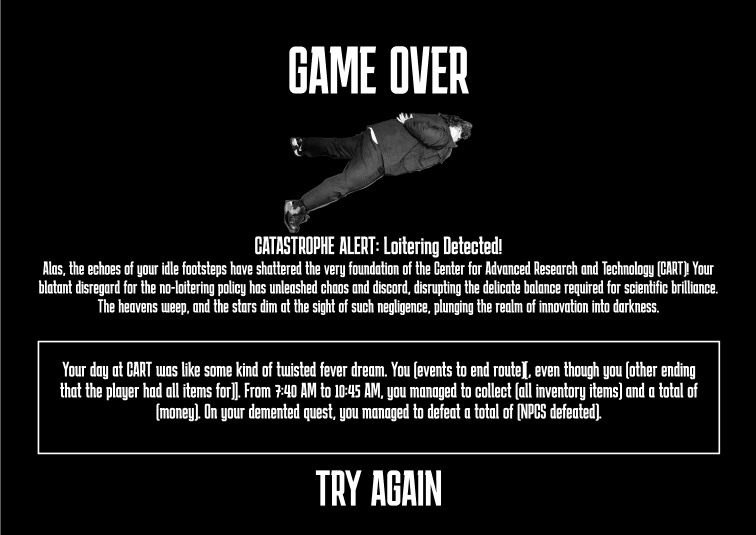 GAME OVER
CATASTROPHE ALERT: Loitering Detected!
Alas, the echoes of your idle footsteps have shattered the very foundation of the Center for Advanced Research and Technology (CART)! Your
blatant disregard for the no-loitering policy has unleashed chaos and discord, disrupting the delicate balance required for scientific brilliance.
The heavens weep, and the stars dim at the sight of such negligence, plunging the realm of innovation into darkness.
Your day at CART was like some kind of twisted fever dream. You (events to end route)(, even though you (other ending
that the player had all items for)). From 7:40 AM to 10:45 AM, you managed to collect (all inventory items) and a total of
(money). On your demented quest, you managed to defeat a total of (NPCS defeated).
TRY AGAIN